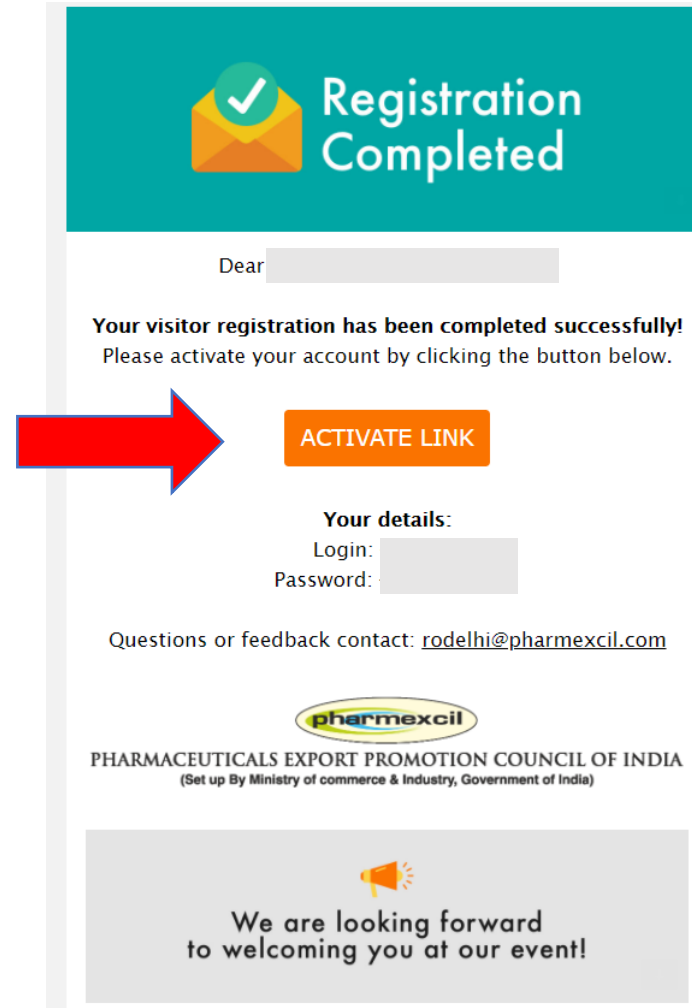 Registration
Completed
Dear
Your visitor registration has been completed successfully!
Please activate your account by clicking the button below.
ACTIVATE LINK
Your details:
Login:
Password:
Questions or feedback contact: rodelhi@pharmexcil.com
pharmexcil
PHARMACEUTICALS EXPORT PROMOTION COUNCIL OF INDIA
(Set up By Ministry of commerce & Industry, Government of India)
We are looking forward
to welcoming you at our event!